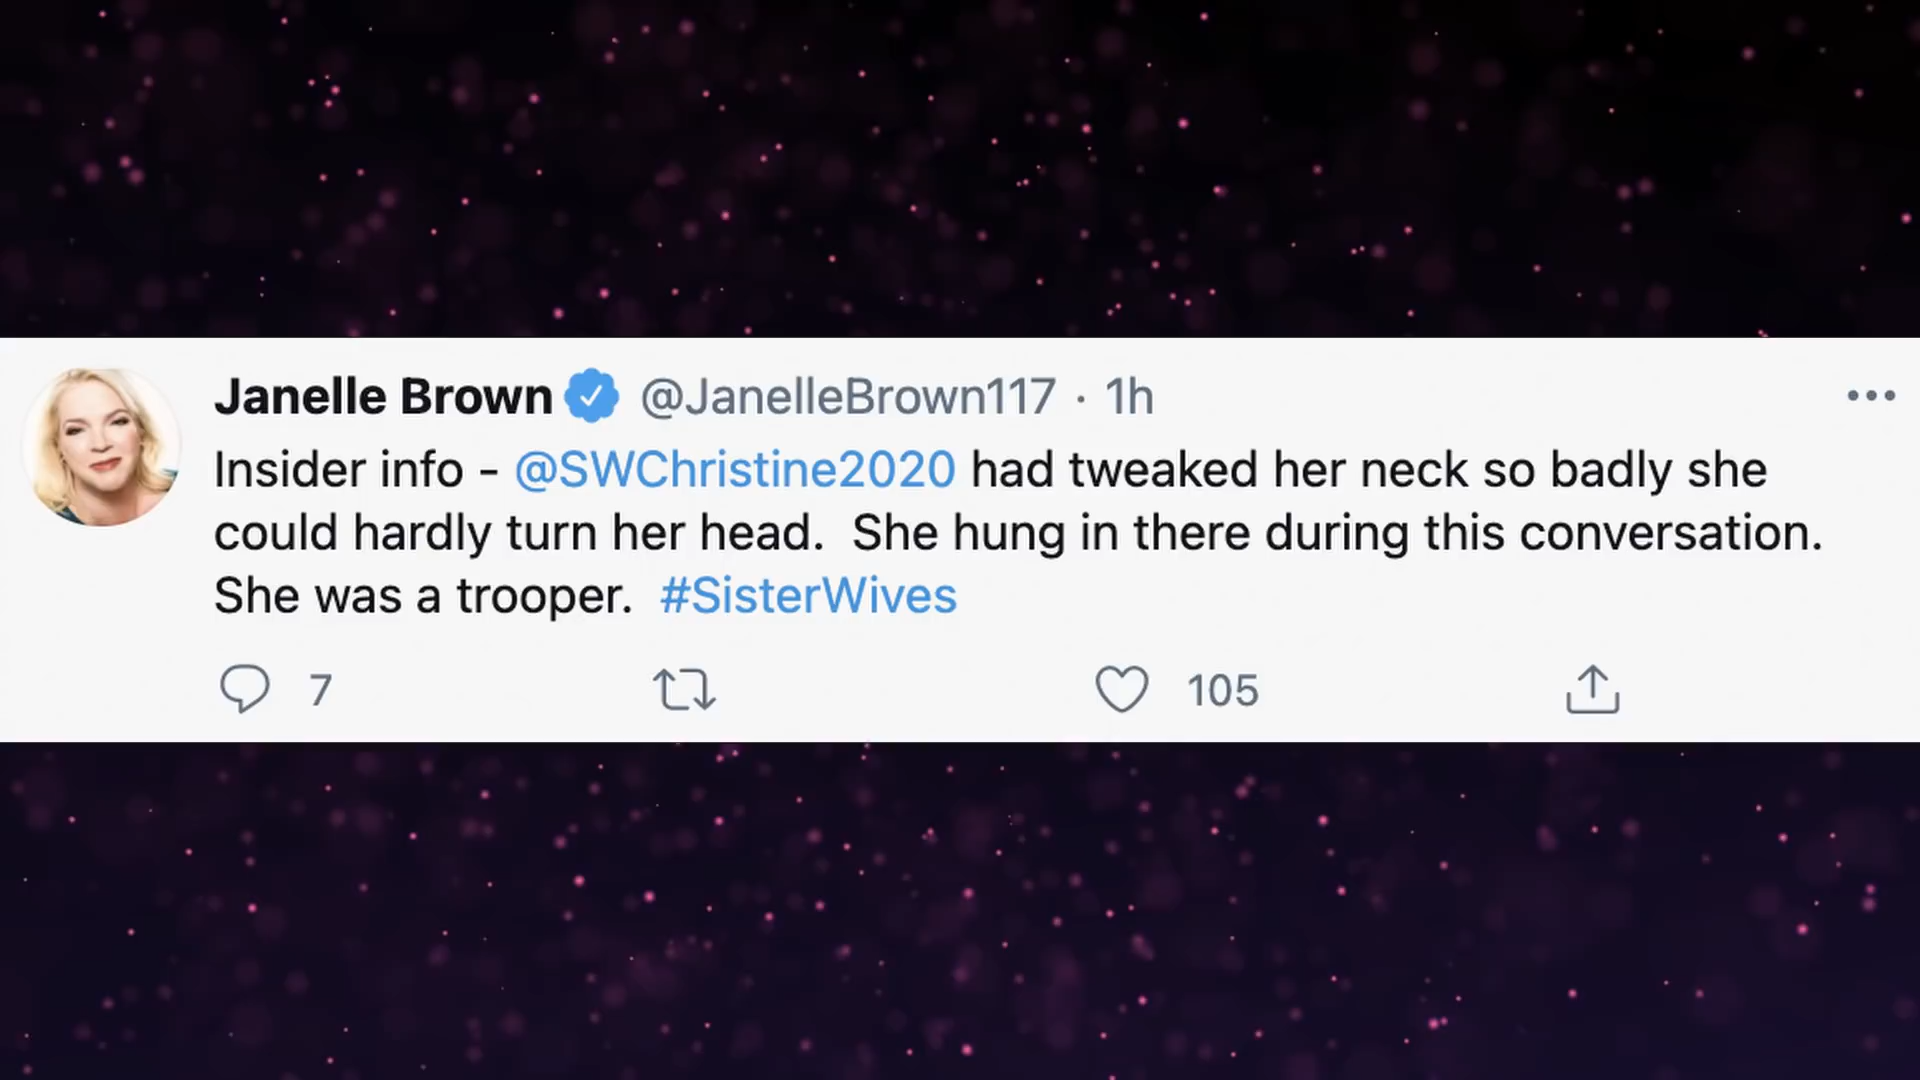 Janelle Brown @JanelleBrown117 · 1h
Insider info - @SWChristine2020 had tweaked her neck so badly she
could hardly turn her head.  She hung in there during this conversation.
She was a trooper.  #SisterWives
7 105